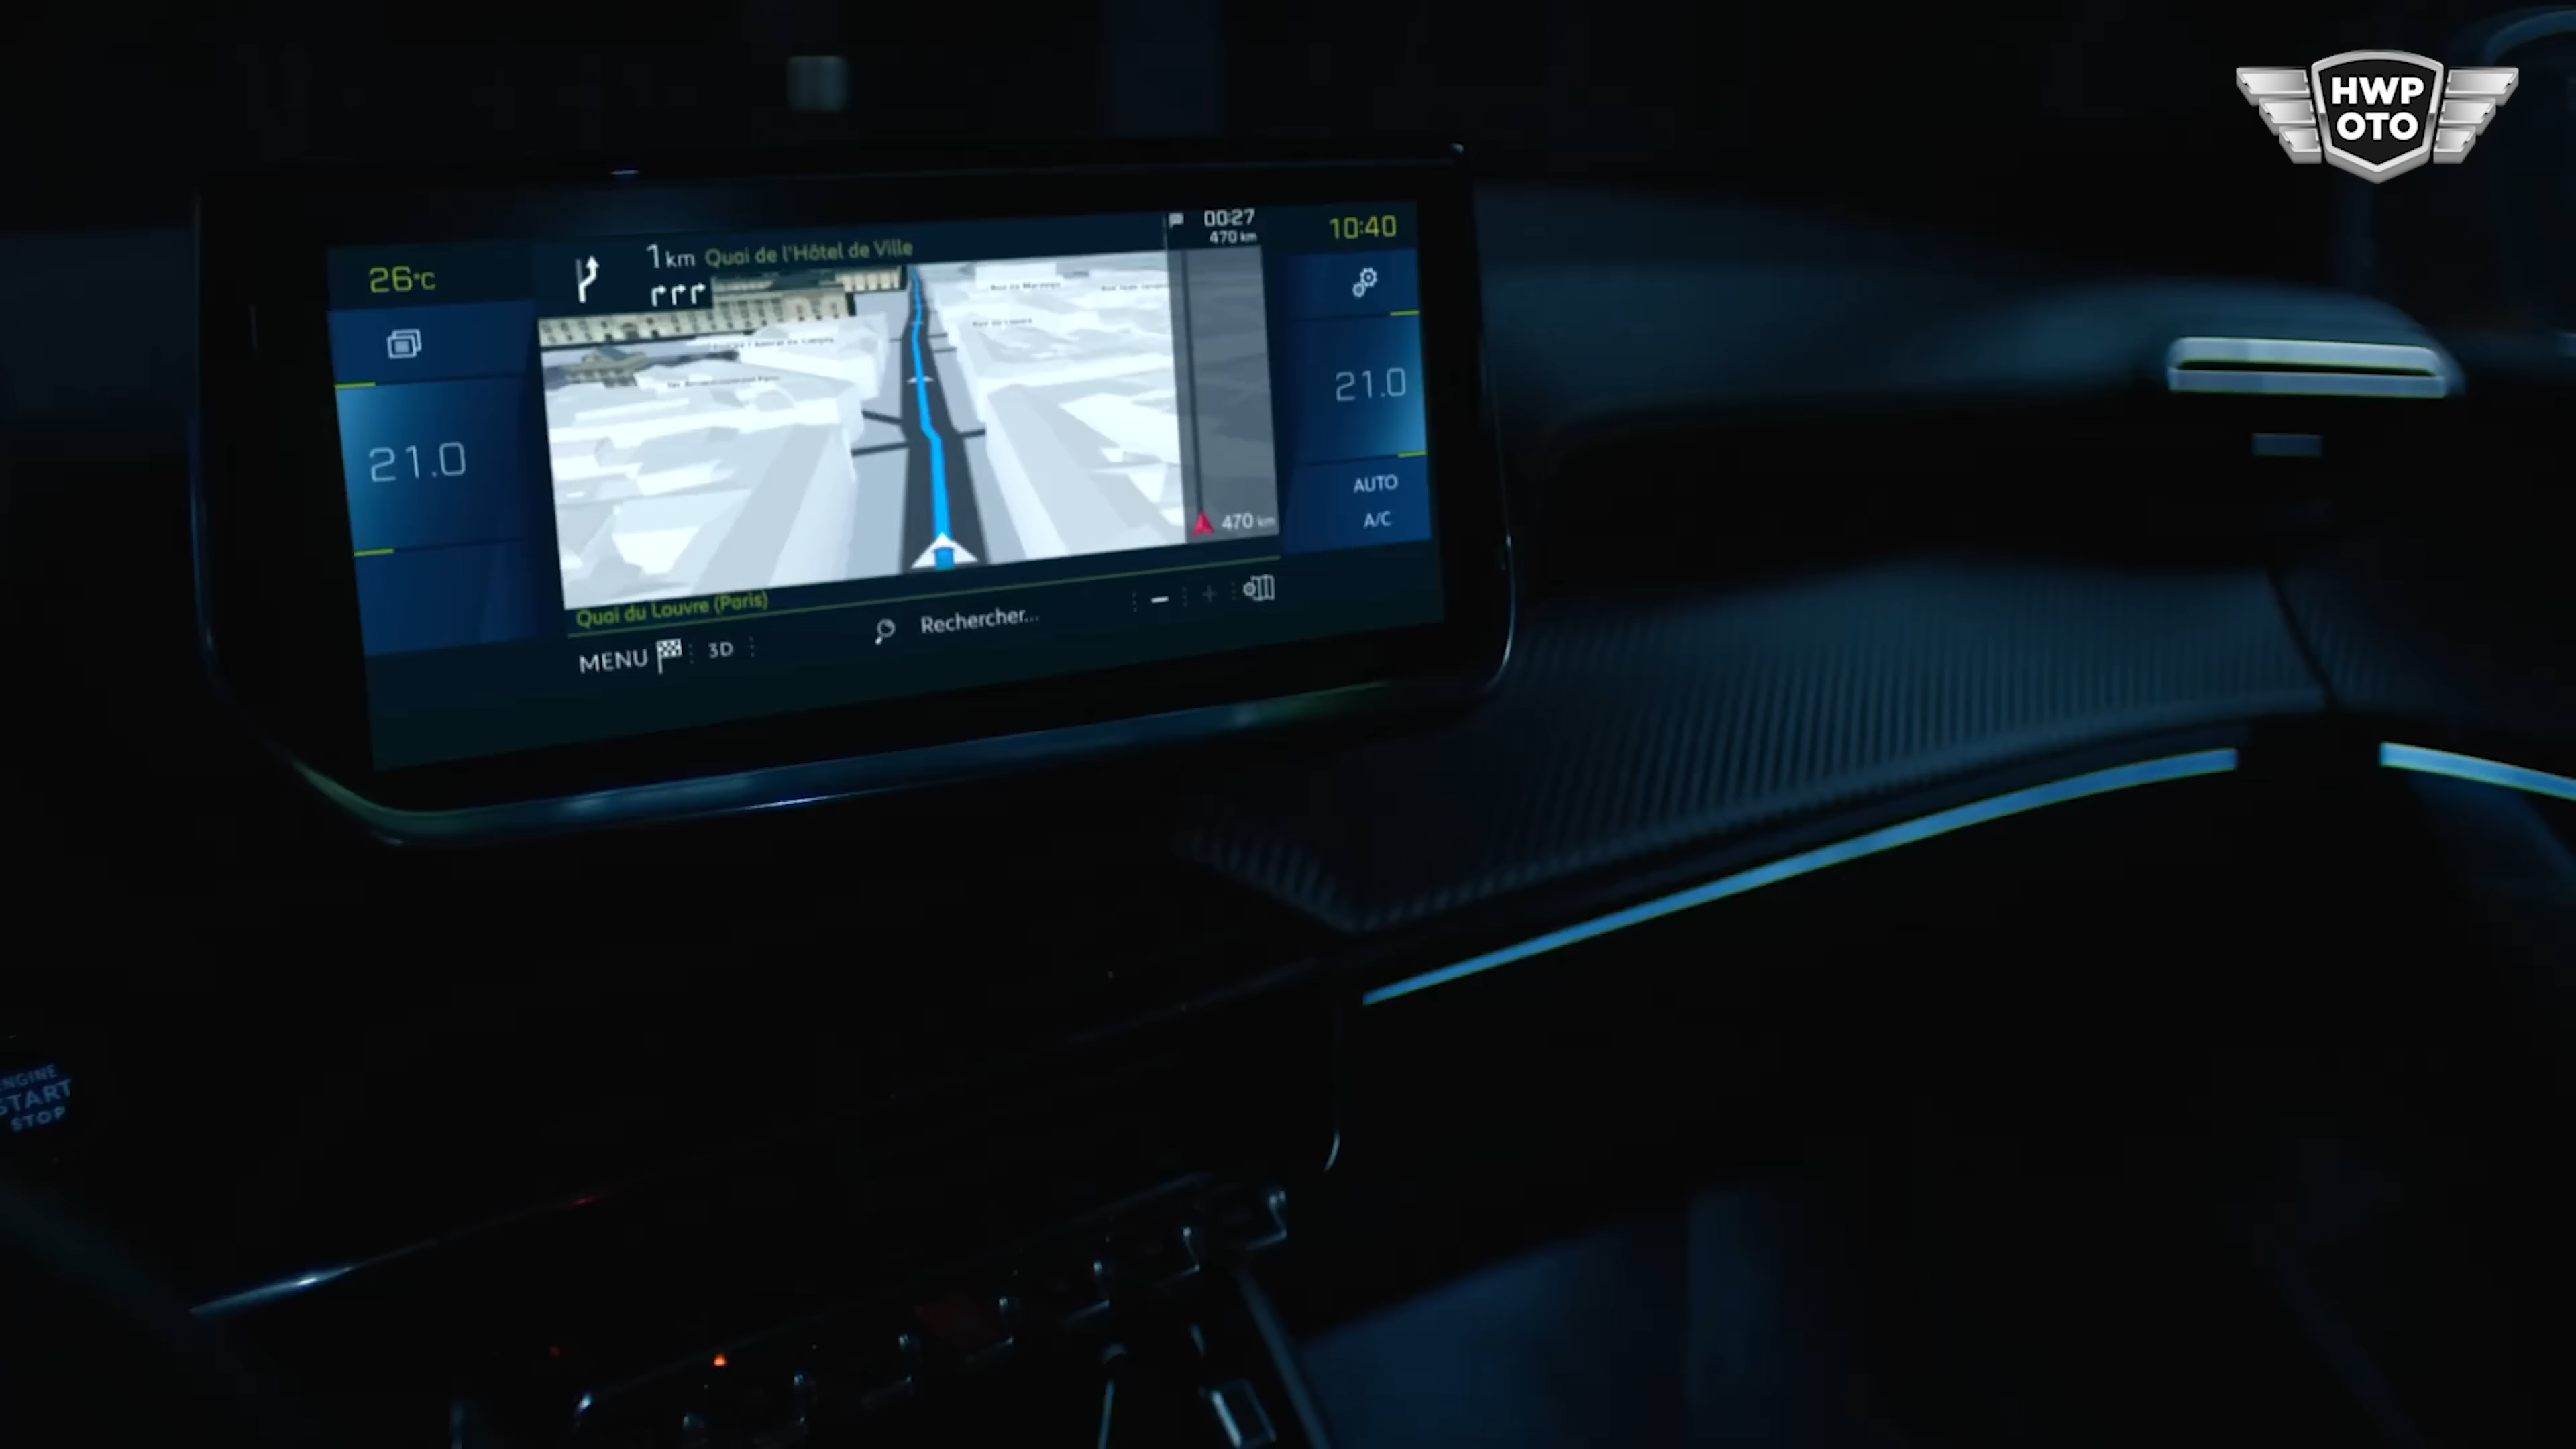 HWP
OTO
26°C
1 km Quai de l'Hôtel de Ville
00:27
470 km
10:40
21.0
21.0
AUTO
A/C
470 km
Quai du Louvre (Paris)
MENU
3D
Rechercher...
START
STOP